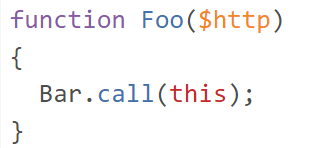 function Foo($http)
{
  Bar.call(this);
}